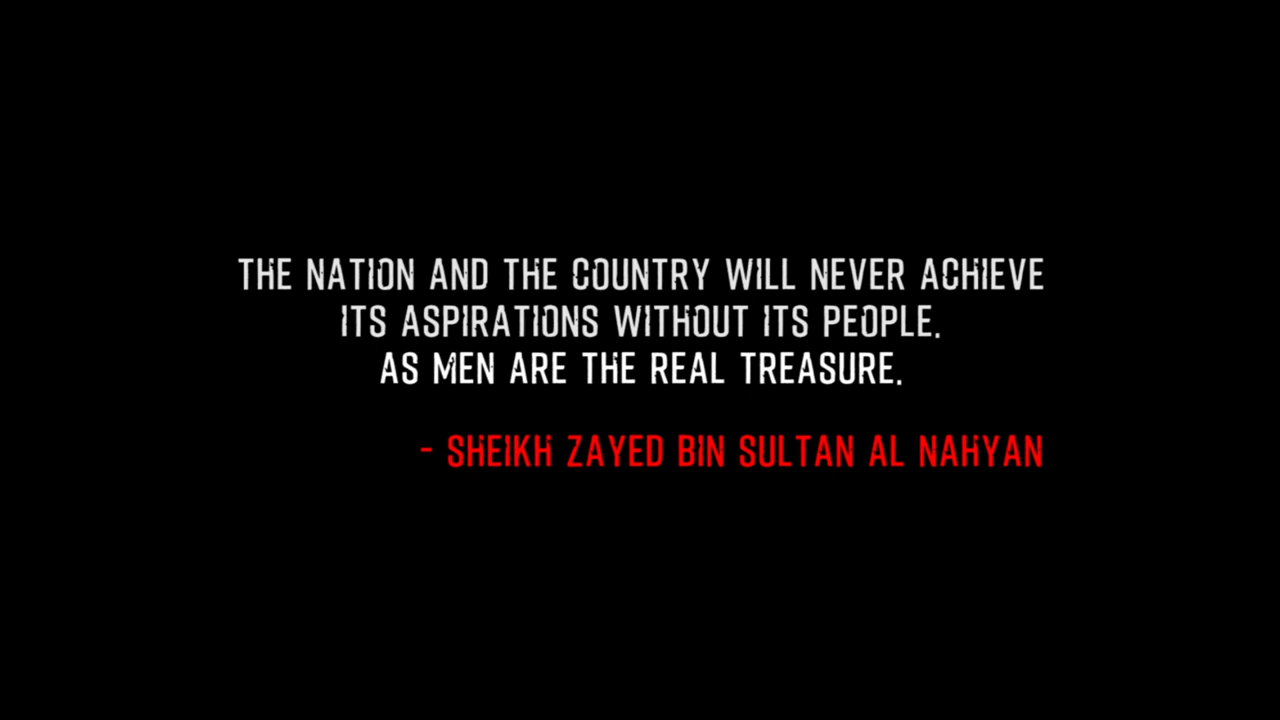 THE NATION AND THE COUNTRY WILL NEVER ACHIEVE
ITS ASPIRATIONS WITHOUT ITS PEOPLE.
AS MEN ARE THE REAL TREASURE.
- SHEIKH ZAYED BIN SULTAN AL NAHYAN